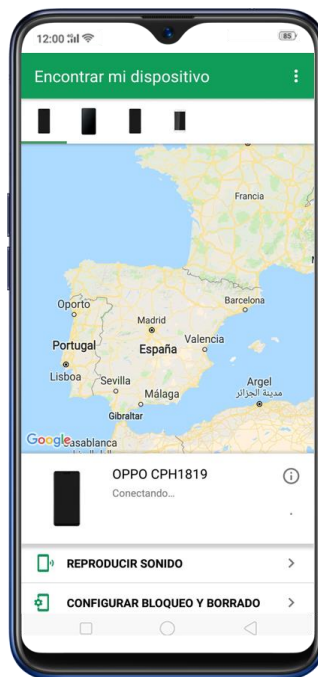 12:00
85
Encontrar mi dispositivo
Francia
Oporto
Barcelona
Madrid
Portugal
España
Valencia
Lisboa
Sevilla
Argel
مدينة الجزائر
Málaga
Gibraltar
Google
asablanca
OPPO CPH1819
Conectando...
REPRODUCIR SONIDO
CONFIGURAR BLOQUEO Y BORRADO